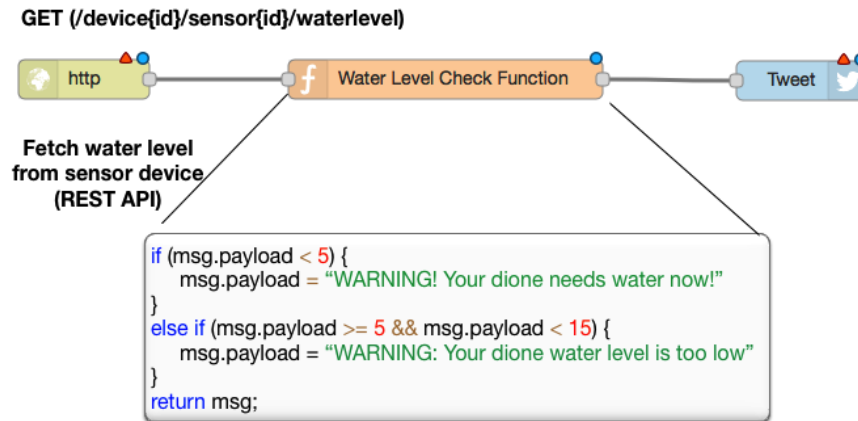 GET (/device{id}/sensor{id}/waterlevel)
http
Water Level Check Function
Tweet
Fetch water level
from sensor device
(REST API)
if (msg.payload < 5) {
msg.payload = “WARNING! Your dione needs water now!”
}
else if (msg.payload >= 5 && msg.payload < 15) {
msg.payload = “WARNING: Your dione water level is too low”
}
return msg;